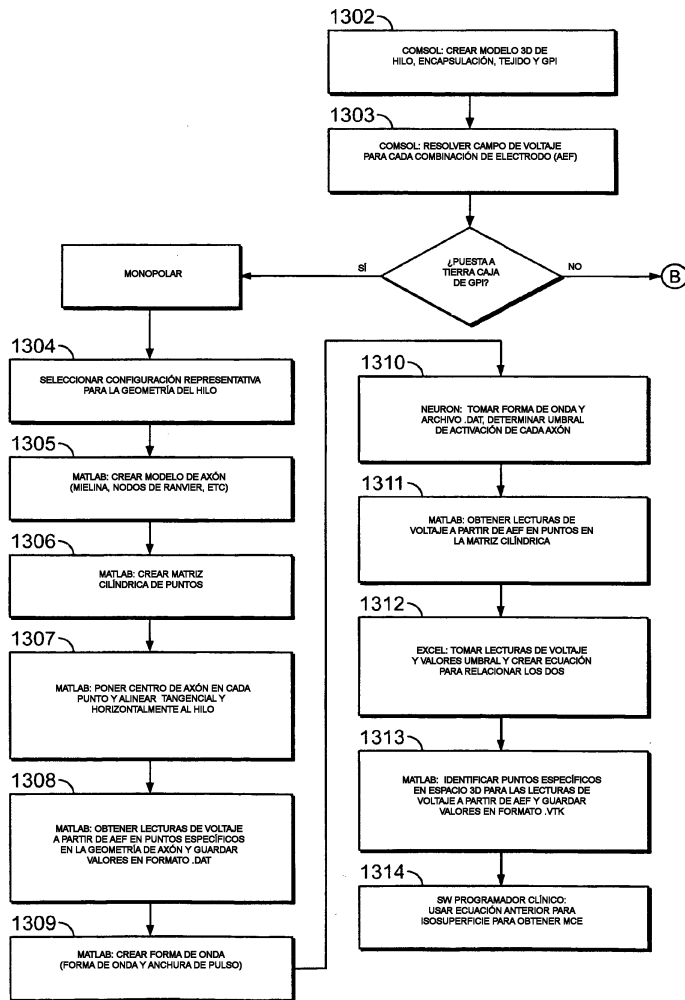 1302
COMSOL: CREAR MODELO 3D DE
HILO, ENCAPSULACIÓN, TEJIDO Y GPI
1303
COMSOL: RESOLVER CAMPO DE VOLTAJE
PARA CADA COMBINACIÓN DE ELECTRODO (AEF)
¿PUESTA A
TIERRA CAJA
DE GPI?
SÍ
NO
B
MONOPOLAR
1304
SELECCIONAR CONFIGURACIÓN REPRESENTATIVA
PARA LA GEOMETRÍA DEL HILO
1305
MATLAB: CREAR MODELO DE AXÓN
(MIELINA, NODOS DE RANVIER, ETC)
1306
MATLAB: CREAR MATRIZ
CILÍNDRICA DE PUNTOS
1307
MATLAB: PONER CENTRO DE AXÓN EN CADA
PUNTO Y ALINEAR TANGENCIAL Y
HORIZONTALMENTE AL HILO
1308
MATLAB: OBTENER LECTURAS DE VOLTAJE
A PARTIR DE AEF EN PUNTOS ESPECÍFICOS
EN LA GEOMETRÍA DE AXÓN Y GUARDAR
VALORES EN FORMATO .DAT
1309
MATLAB: CREAR FORMA DE ONDA
(FORMA DE ONDA Y ANCHURA DE PULSO)
1310
NEURON: TOMAR FORMA DE ONDA Y
ARCHIVO .DAT, DETERMINAR UMBRAL
DE ACTIVACIÓN DE CADA AXÓN
1311
MATLAB: OBTENER LECTURAS DE
VOLTAJE A PARTIR DE AEF EN PUNTOS EN
LA MATRIZ CILÍNDRICA
1312
EXCEL: TOMAR LECTURAS DE VOLTAJE
Y VALORES UMBRAL Y CREAR ECUACIÓN
PARA RELACIONAR LOS DOS
1313
MATLAB: IDENTIFICAR PUNTOS ESPECÍFICOS
EN ESPACIO 3D PARA LAS LECTURAS DE
VOLTAJE A PARTIR DE AEF Y GUARDAR
VALORES EN FORMATO .VTK
1314
SW PROGRAMADOR CLÍNICO:
USAR ECUACIÓN ANTERIOR PARA
ISOSUPERFICIE PARA OBTENER MCE